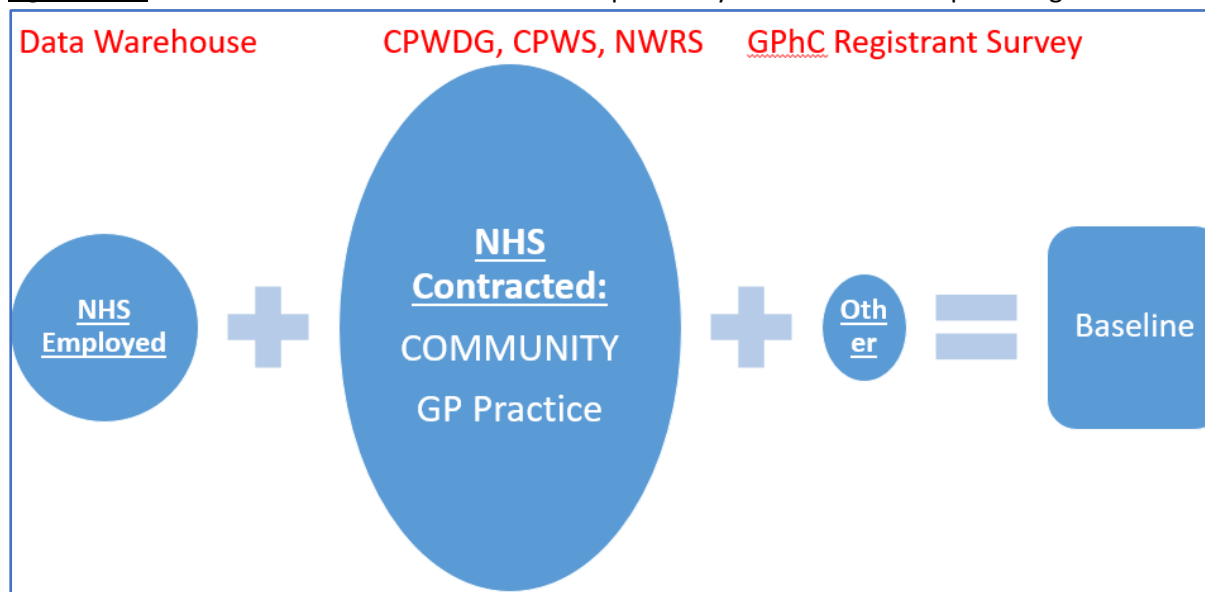 Data Warehouse
CPWDG, CPWS, NWRS
GPhC Registrant Survey
NHS
Employed
NHS
Contracted:
COMMUNITY
GP Practice
Oth
er
Baseline